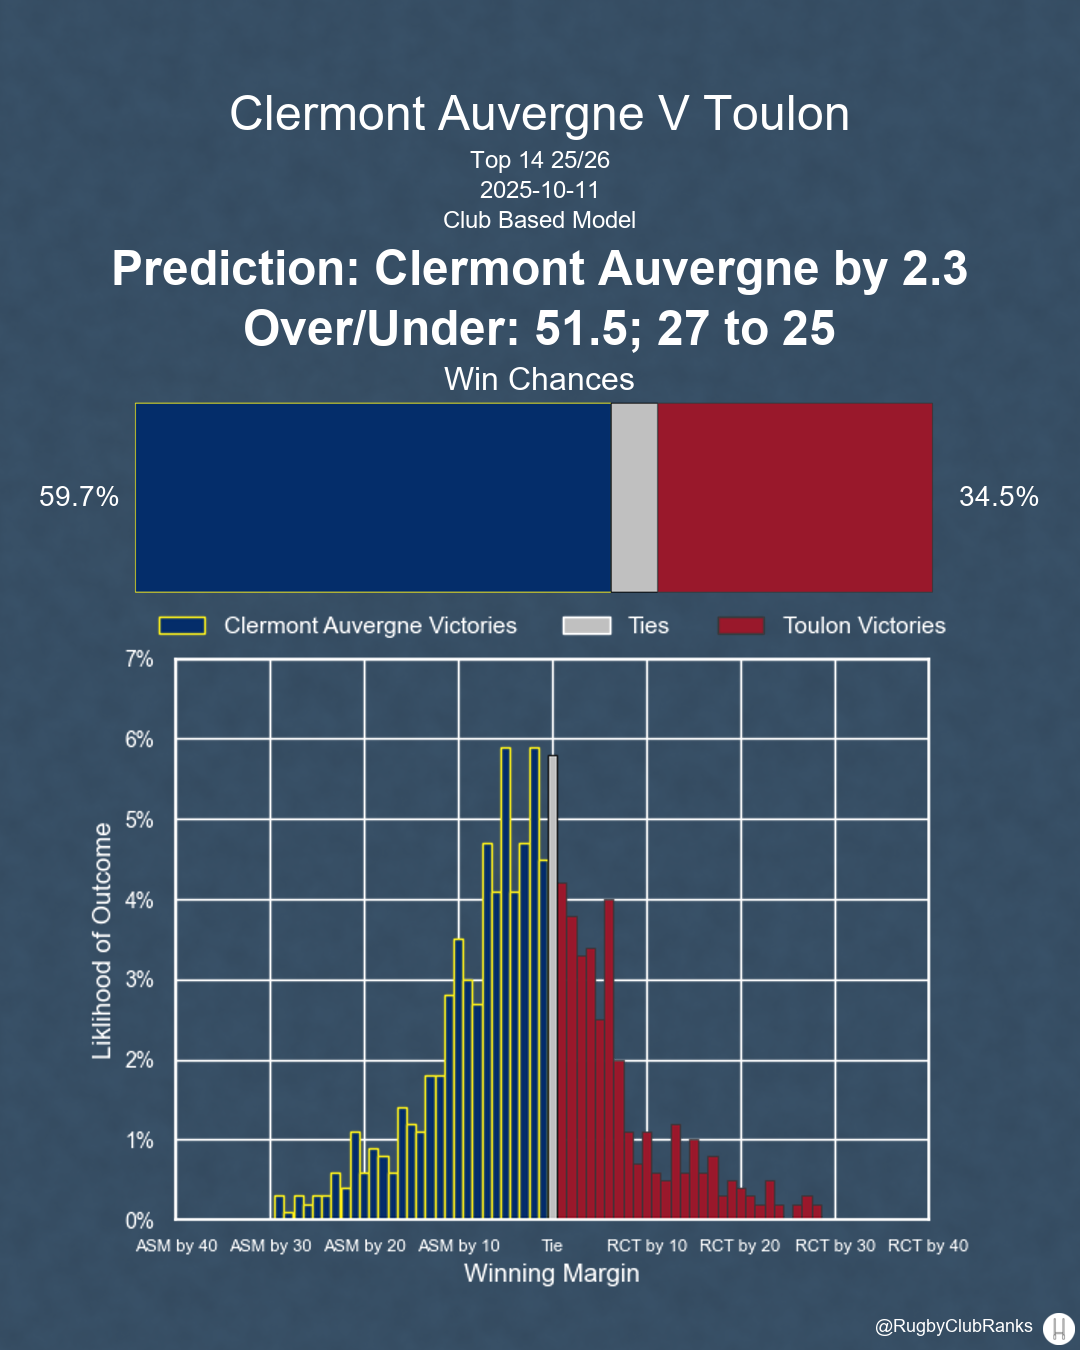 Clermont Auvergne V Toulon
Top 14 25/26
2025-10-11
Club Based Model
Prediction: Clermont Auvergne by 2.3
Over/Under: 51.5; 27 to 25
Win Chances
59.7%
34.5%
Clermont Auvergne Victories
Ties
Toulon Victories
7%
6%
5%
4%
3%
2%
1%
0%
Liklihood of Outcome
ASM by 40
ASM by 30
ASM by 20
ASM by 10
Tie
RCT by 10
RCT by 20
RCT by 30
RCT by 40
Winning Margin
@RugbyClubRanks